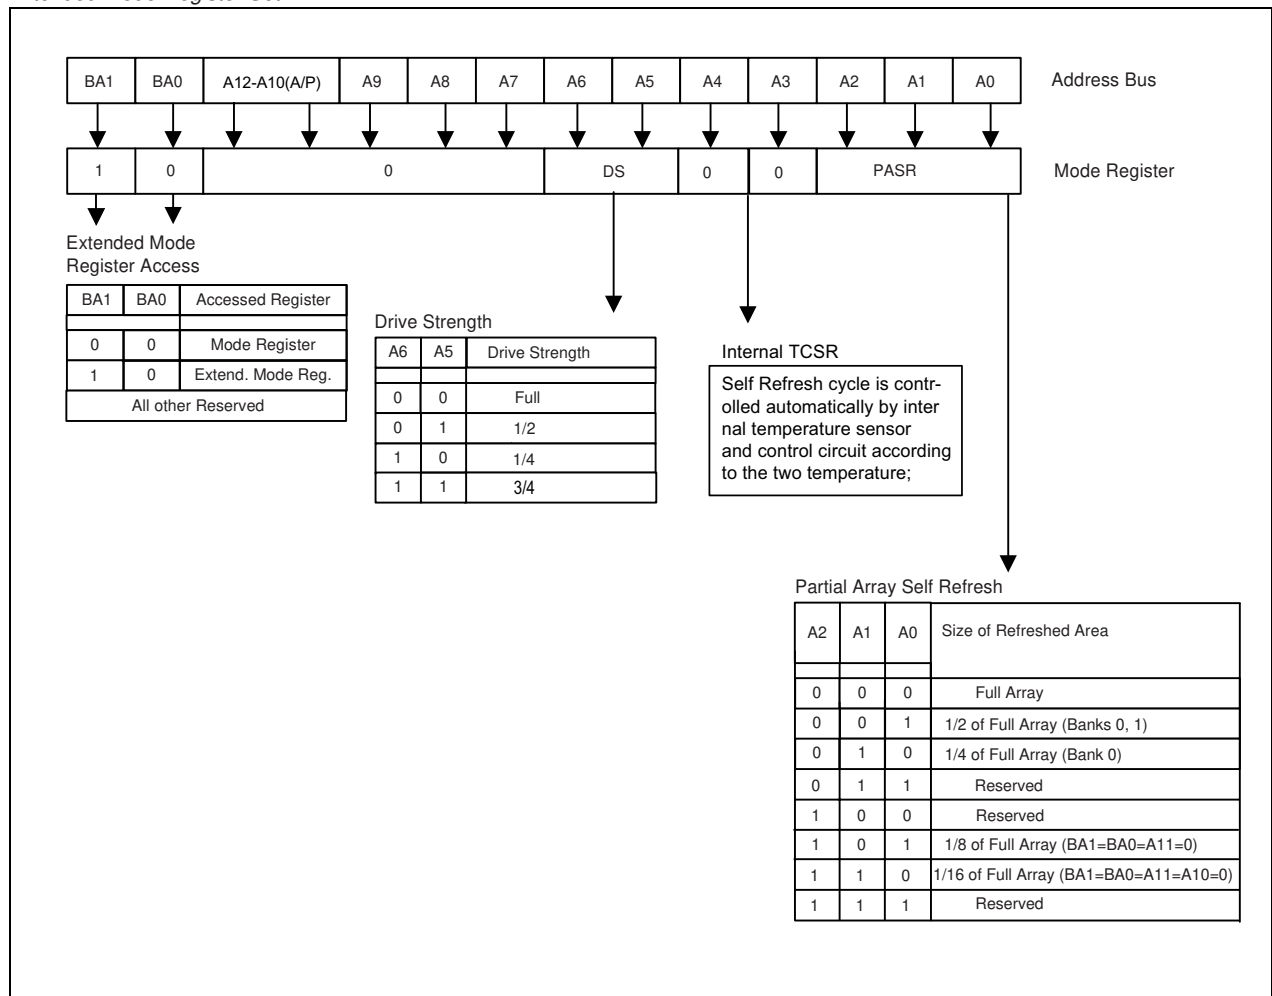 BA1 BA0 A12-A10(A/P) A9 A8 A7 A6 A5 A4 A3 A2 A1 A0 Address Bus
1 0 0 DS 0 0 PASR Mode Register
Extended Mode
Register Access
BA1 BA0 Accessed Register
0 0 Mode Register
1 0 Extend. Mode Reg.
All other Reserved
Drive Strength
A6 A5 Drive Strength
0 0 Full
0 1 1/2
1 0 1/4
1 1 3/4
Internal TCSR
Self Refresh cycle is contr-
olled automatically by inter
nal temperature sensor
and control circuit according
to the two temperature;
Partial Array Self Refresh
A2 A1 A0 Size of Refreshed Area
0 0 0 Full Array
0 0 1 1/2 of Full Array (Banks 0, 1)
0 1 0 1/4 of Full Array (Bank 0)
0 1 1 Reserved
1 0 0 Reserved
1 0 1 1/8 of Full Array (BA1=BA0=A11=0)
1 1 0 1/16 of Full Array (BA1=BA0=A11=A10=0)
1 1 1 Reserved